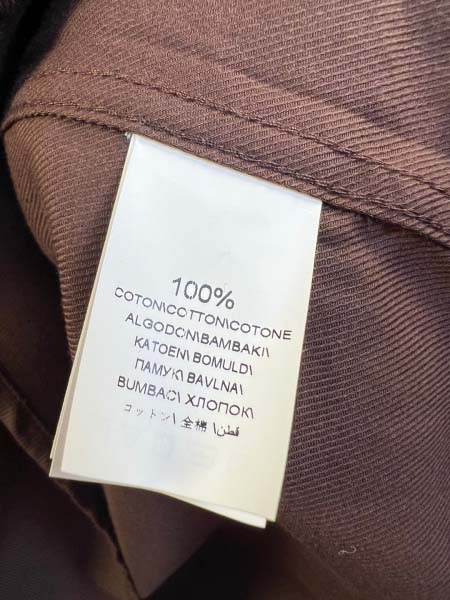 100%
COTON\COTTON\COTONE
ALGODON\BAMBAKI\
KATOEN\ BOMULD\
ПАМУК\ BAVLNA\
BUMBAC\ ХЛОПОК\
コットン\ 全棉 \قطن